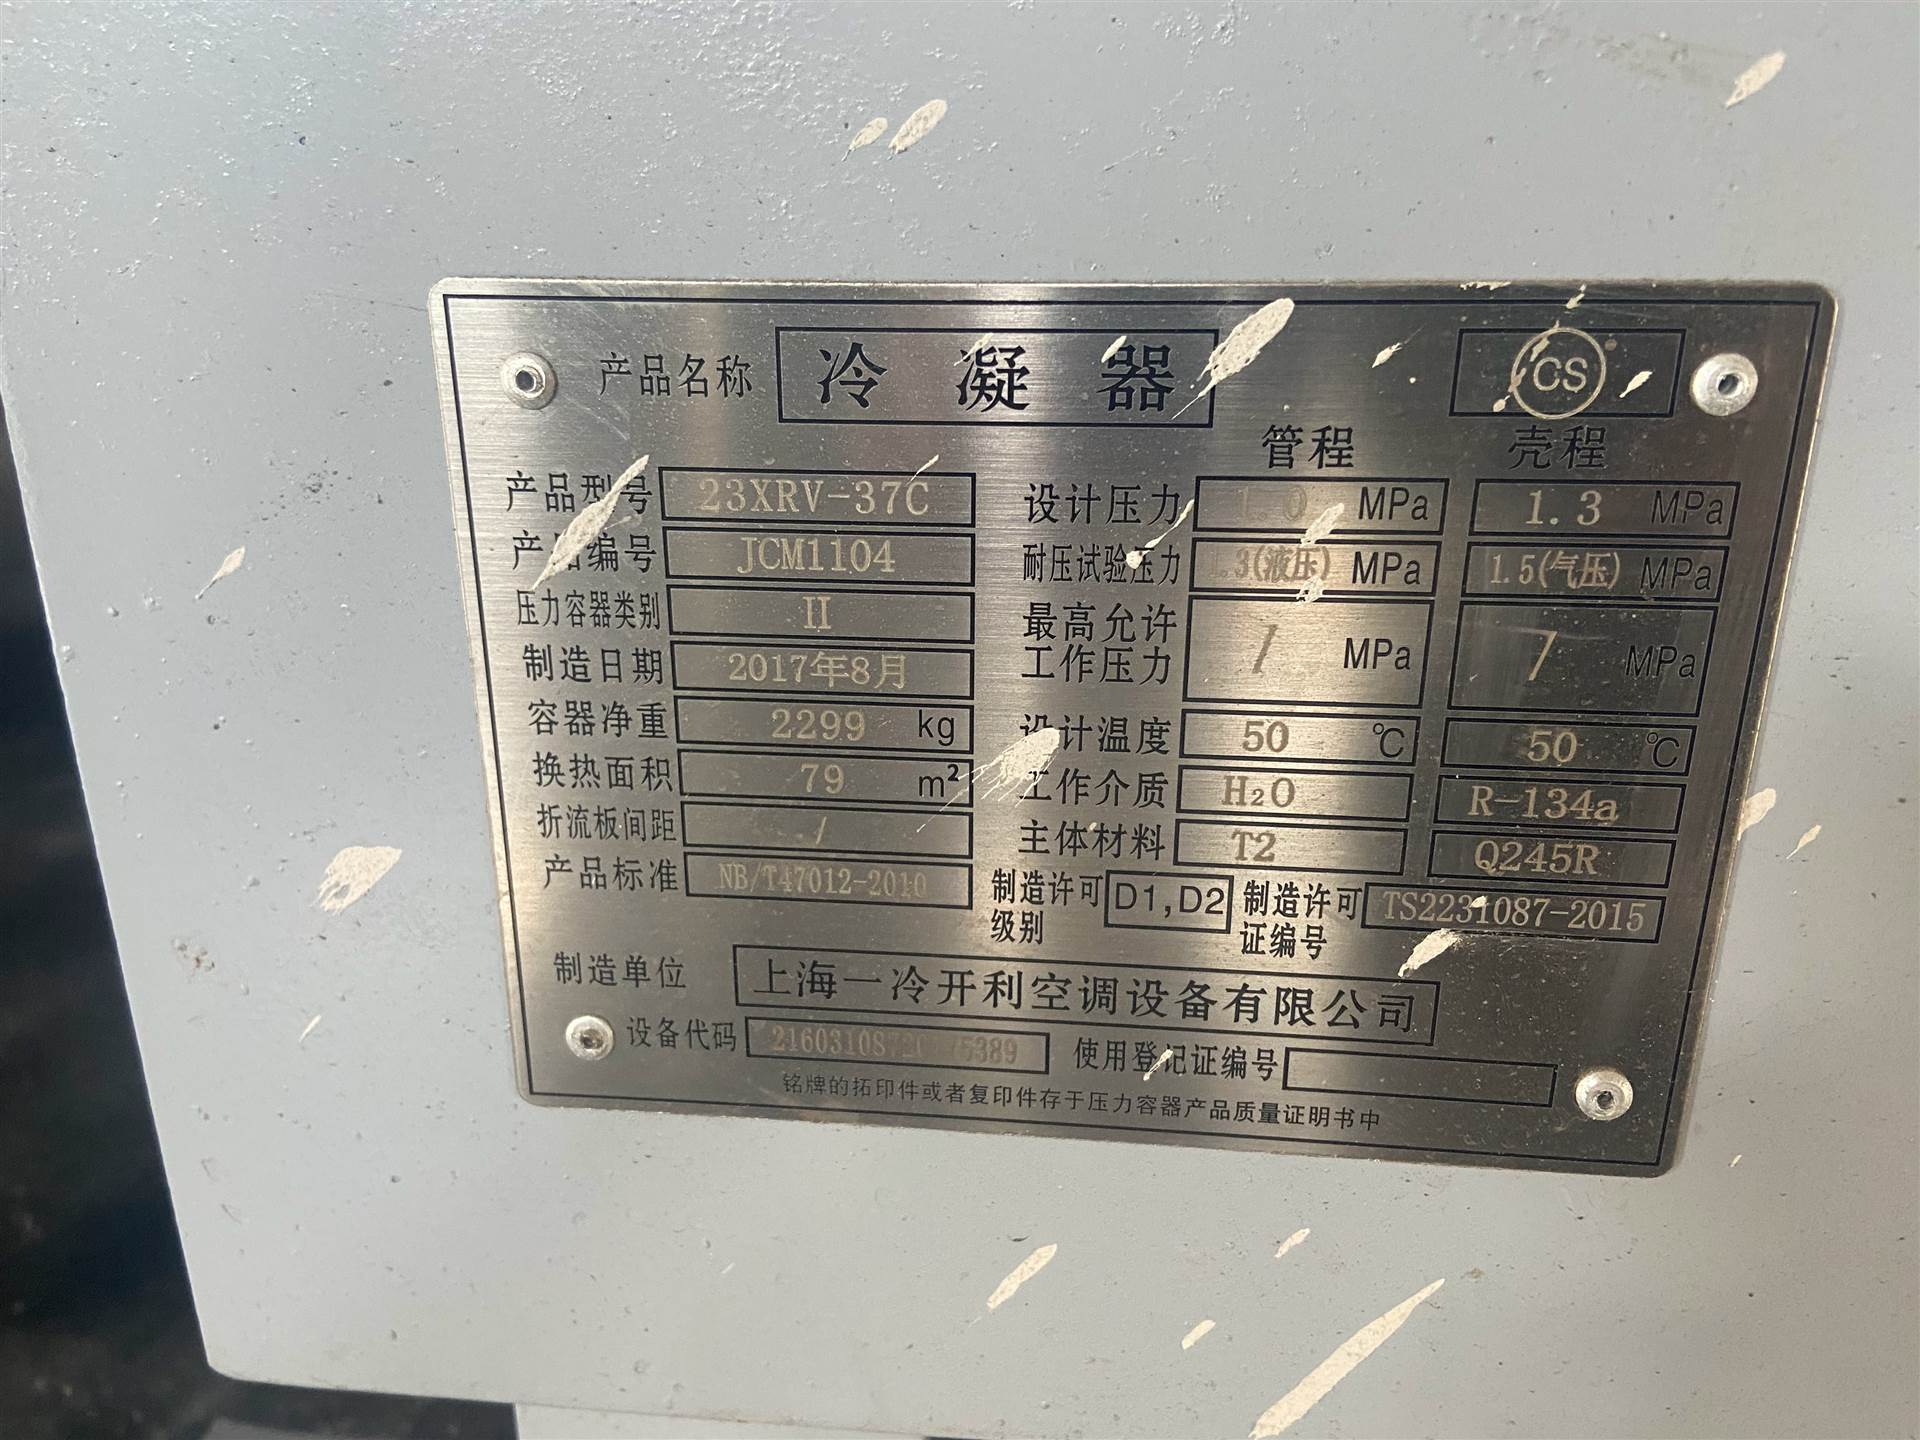 产品名称 冷凝器 CS
管程 壳程
产品型号 23XRV-37C 设计压力 1.0 MPa 1.3 MPa
产品编号 JCM1104 耐压试验压力 1.3(液压) MPa 1.5(气压) MPa
压力容器类别 II 最高允许工作压力 / MPa / MPa
制造日期 2017年8月
容器净重 2299 kg 设计温度 50 ℃ 50 ℃
换热面积 79 m² 工作介质 H₂O R-134a
折流板间距 / 主体材料 T2 Q245R
产品标准 NB/T47012-2010 制造许可级别 D1,D2 制造许可证编号 TS2231087-2015
制造单位 上海一冷开利空调设备有限公司
设备代码 使用登记证编号
铭牌的拓印件或者复印件存于压力容器产品质量证明书中